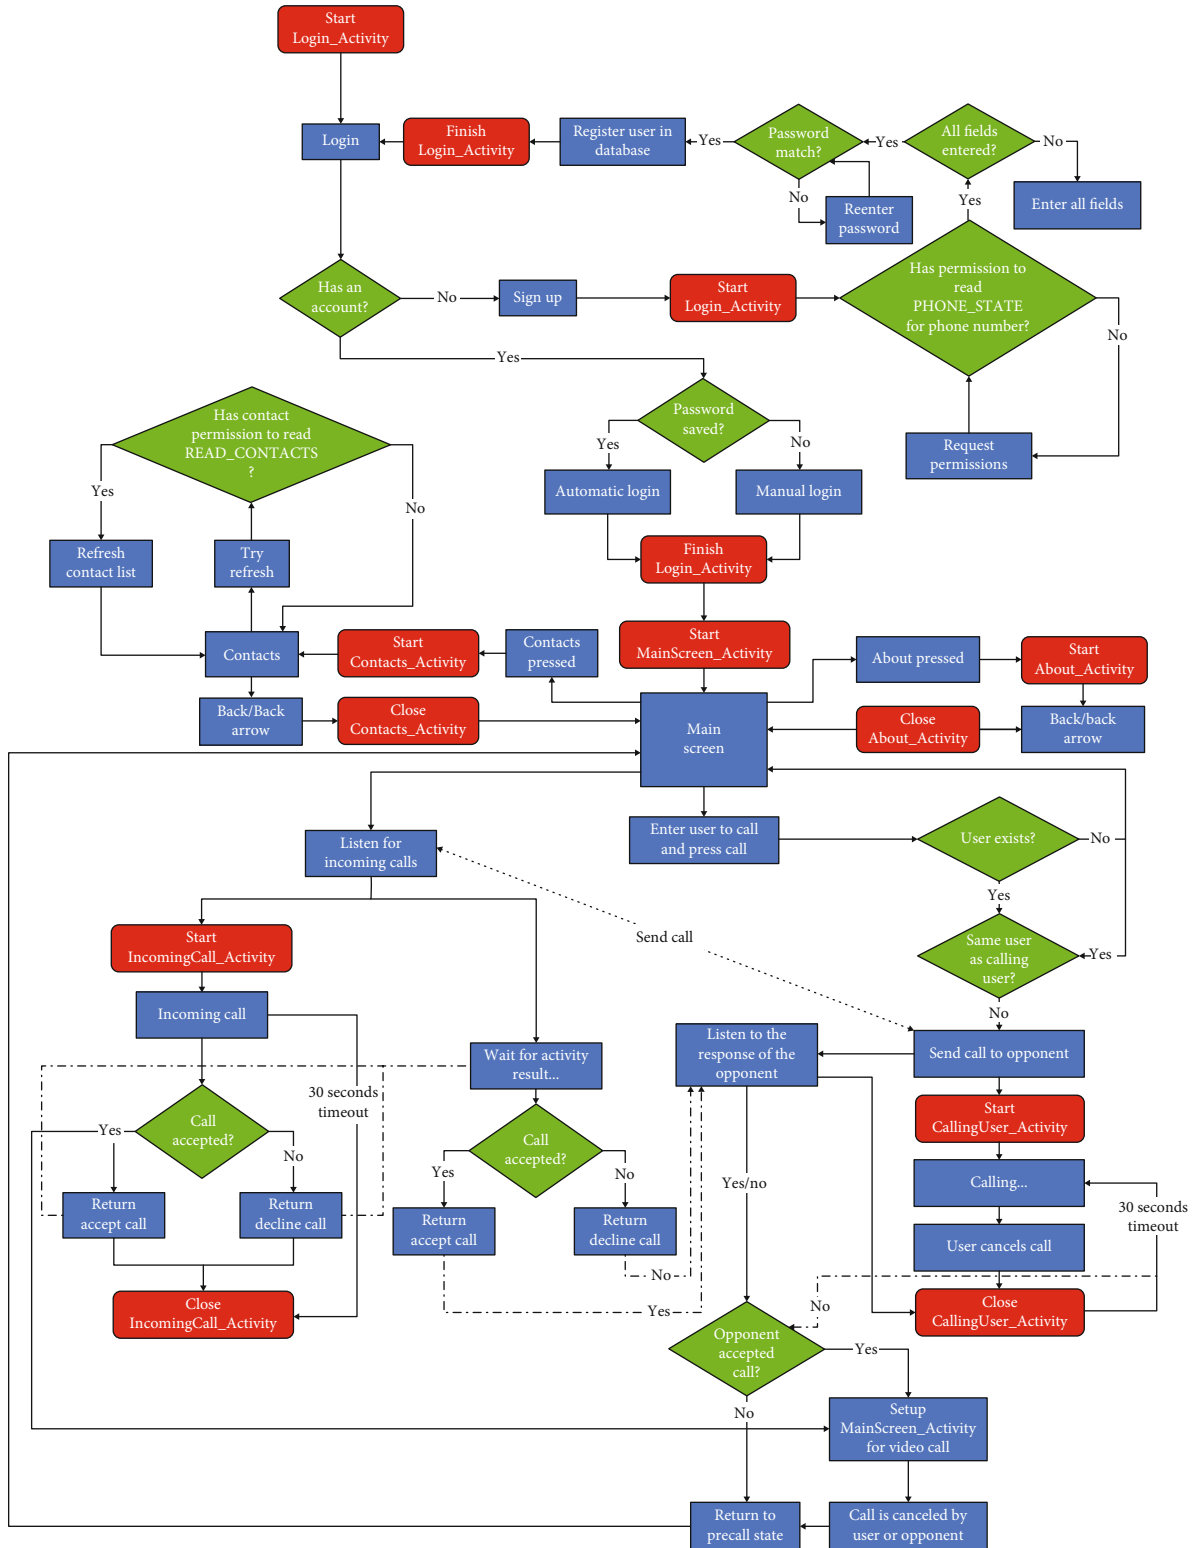 Start
Login_Activity
Login
Finish
Login_Activity
Register user in
database
Yes
Password
match?
Yes
All fields
entered?
No
Enter all fields
No
Reenter
password
Yes
Has an
account?
No
Sign up
Start
Login_Activity
Has permission to
read
PHONE_STATE
for phone number?
No
Request
permissions
Yes
Password
saved?
Yes
No
Automatic login
Manual login
Finish
Login_Activity
Has contact
permission to read
READ_CONTACTS
?
Yes
No
Refresh
contact list
Try
refresh
Contacts
Start
Contacts_Activity
Contacts
pressed
Start
MainScreen_Activity
About pressed
Start
About_Activity
Back/Back
arrow
Close
Contacts_Activity
Main
screen
Close
About_Activity
Back/back
arrow
Listen for
incoming calls
Enter user to call
and press call
User exists?
No
Yes
Send call
Same user
as calling
user?
Yes
No
Start
IncomingCall_Activity
Incoming call
Wait for activity
result...
Listen to the
response of the
opponent
Send call to opponent
30 seconds
timeout
Call
accepted?
Yes
No
Return
accept call
Return
decline call
Close
IncomingCall_Activity
Call
accepted?
Yes
No
Return
accept call
Return
decline call
No
Yes
Yes/no
Start
CallingUser_Activity
Calling...
30 seconds
timeout
User cancels call
No
Close
CallingUser_Activity
Opponent
accepted
call?
Yes
No
Setup
MainScreen_Activity
for video call
Return to
precall state
Call is canceled by
user or opponent